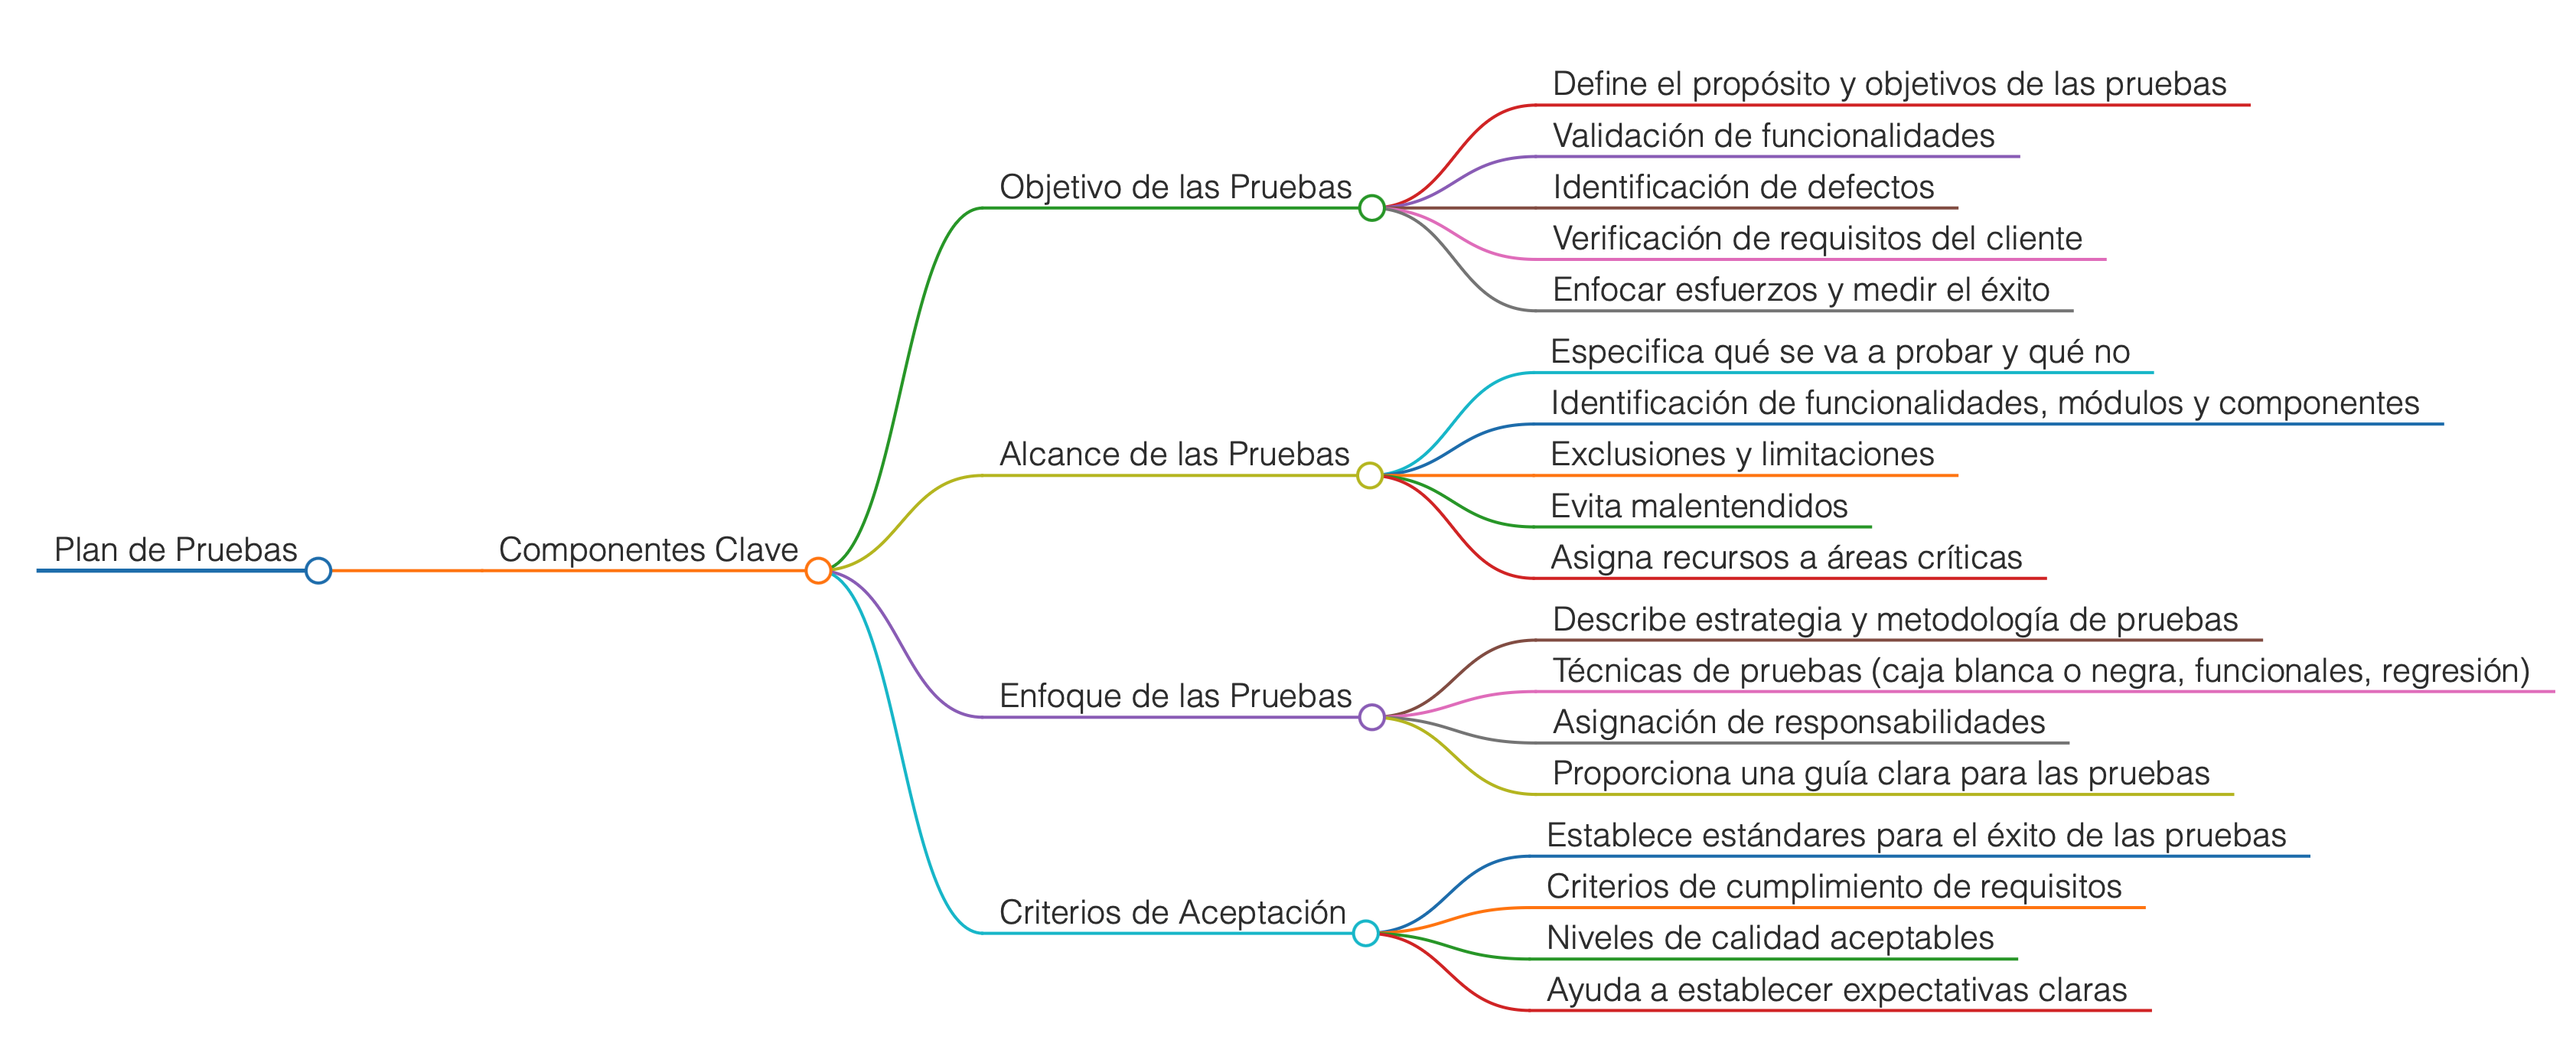 Plan de Pruebas
Componentes Clave
Objetivo de las Pruebas
Define el propósito y objetivos de las pruebas
Validación de funcionalidades
Identificación de defectos
Verificación de requisitos del cliente
Enfocar esfuerzos y medir el éxito
Alcance de las Pruebas
Especifica qué se va a probar y qué no
Identificación de funcionalidades, módulos y componentes
Exclusiones y limitaciones
Evita malentendidos
Asigna recursos a áreas críticas
Enfoque de las Pruebas
Describe estrategia y metodología de pruebas
Técnicas de pruebas (caja blanca o negra, funcionales, regresión)
Asignación de responsabilidades
Proporciona una guía clara para las pruebas
Criterios de Aceptación
Establece estándares para el éxito de las pruebas
Criterios de cumplimiento de requisitos
Niveles de calidad aceptables
Ayuda a establecer expectativas claras